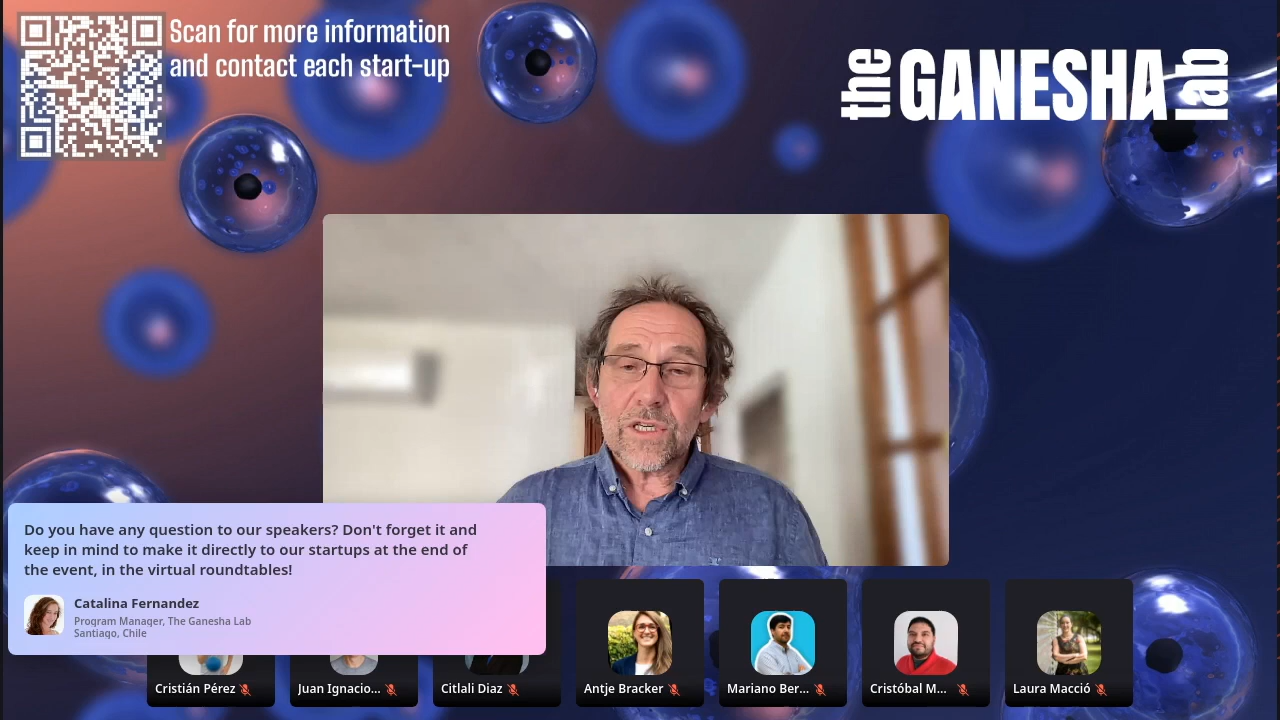 Scan for more information
and contact each start-up
the GANESHA lab
Do you have any question to our speakers? Don't forget it and
keep in mind to make it directly to our startups at the end of
the event, in the virtual roundtables!
Catalina Fernandez
Program Manager, The Ganesha Lab
Santiago, Chile
Cristián Pérez
Juan Ignacio...
Citlali Diaz
Antje Bracker
Mariano Ber...
Cristóbal M...
Laura Macció